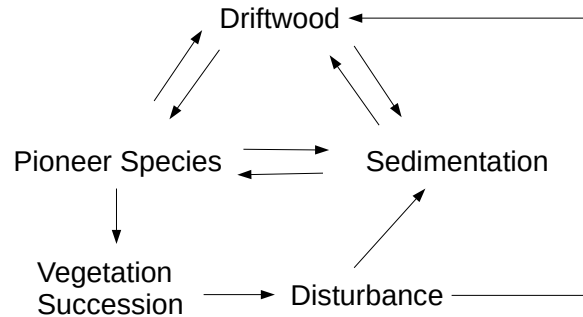 Driftwood
Pioneer Species
Sedimentation
Vegetation
Succession
Disturbance